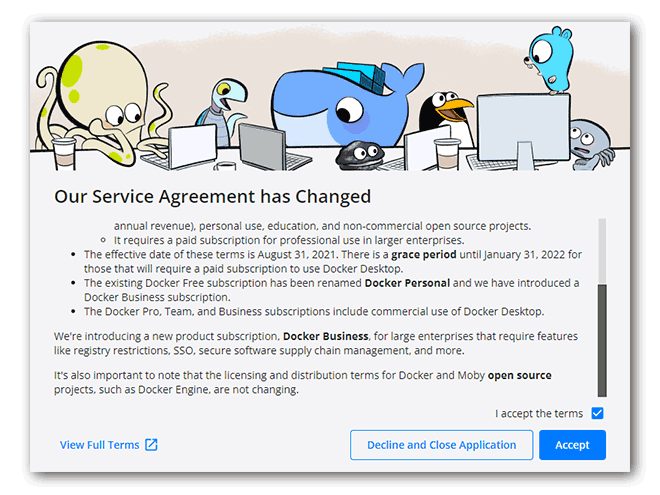 Our Service Agreement has Changed
annual revenue), personal use, education, and non-commercial open source projects.
It requires a paid subscription for professional use in larger enterprises.
The effective date of these terms is August 31, 2021. There is a grace period until January 31, 2022 for
those that will require a paid subscription to use Docker Desktop.
The existing Docker Free subscription has been renamed Docker Personal and we have introduced a
Docker Business subscription.
The Docker Pro, Team, and Business subscriptions include commercial use of Docker Desktop.
We're introducing a new product subscription, Docker Business, for large enterprises that require features
like registry restrictions, SSO, secure software supply chain management, and more.
It's also important to note that the licensing and distribution terms for Docker and Moby open source
projects, such as Docker Engine, are not changing.
I accept the terms
View Full Terms
Decline and Close Application
Accept